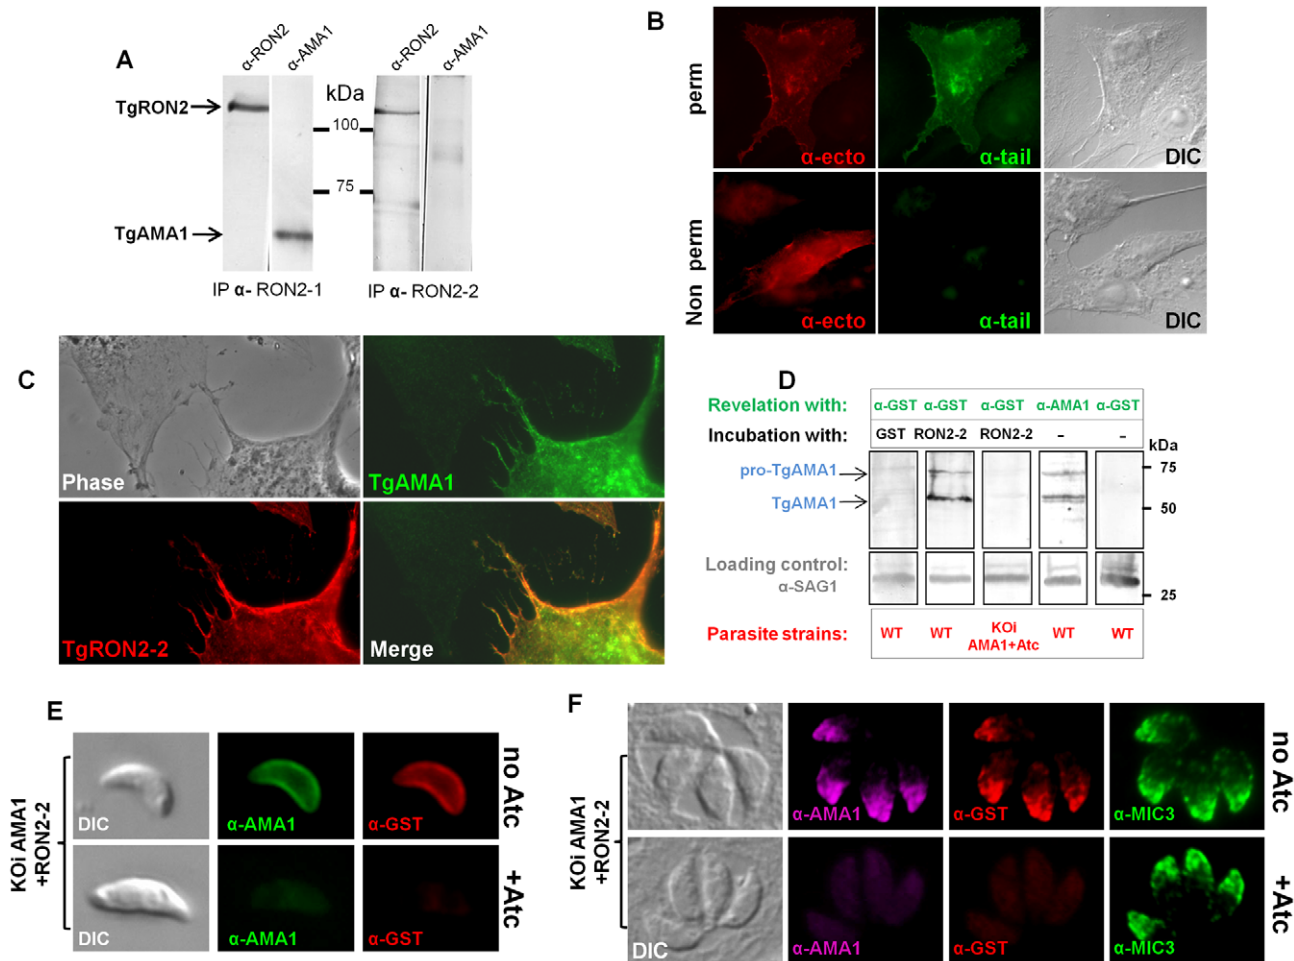 A
α-RON2
α-AMA1
α-RON2
α-AMA1
kDa
TgRON2
100
75
TgAMA1
IP α- RON2-1
IP α- RON2-2
B
perm
α-ecto
α-tail
DIC
Non perm
α-ecto
α-tail
DIC
C
Phase
TgAMA1
TgRON2-2
Merge
D
Revelation with:
α-GST
α-GST
α-GST
α-AMA1
α-GST
Incubation with:
GST
RON2-2
RON2-2
–
–
kDa
pro-TgAMA1
75
TgAMA1
50
Loading control:
α-SAG1
25
Parasite strains:
WT
WT
KOi
AMA1+Atc
WT
WT
E
KOi AMA1
+RON2-2
DIC
α-AMA1
α-GST
no Atc
DIC
α-AMA1
α-GST
+Atc
F
KOi AMA1
+RON2-2
α-AMA1
α-GST
α-MIC3
no Atc
DIC
α-AMA1
α-GST
α-MIC3
+Atc